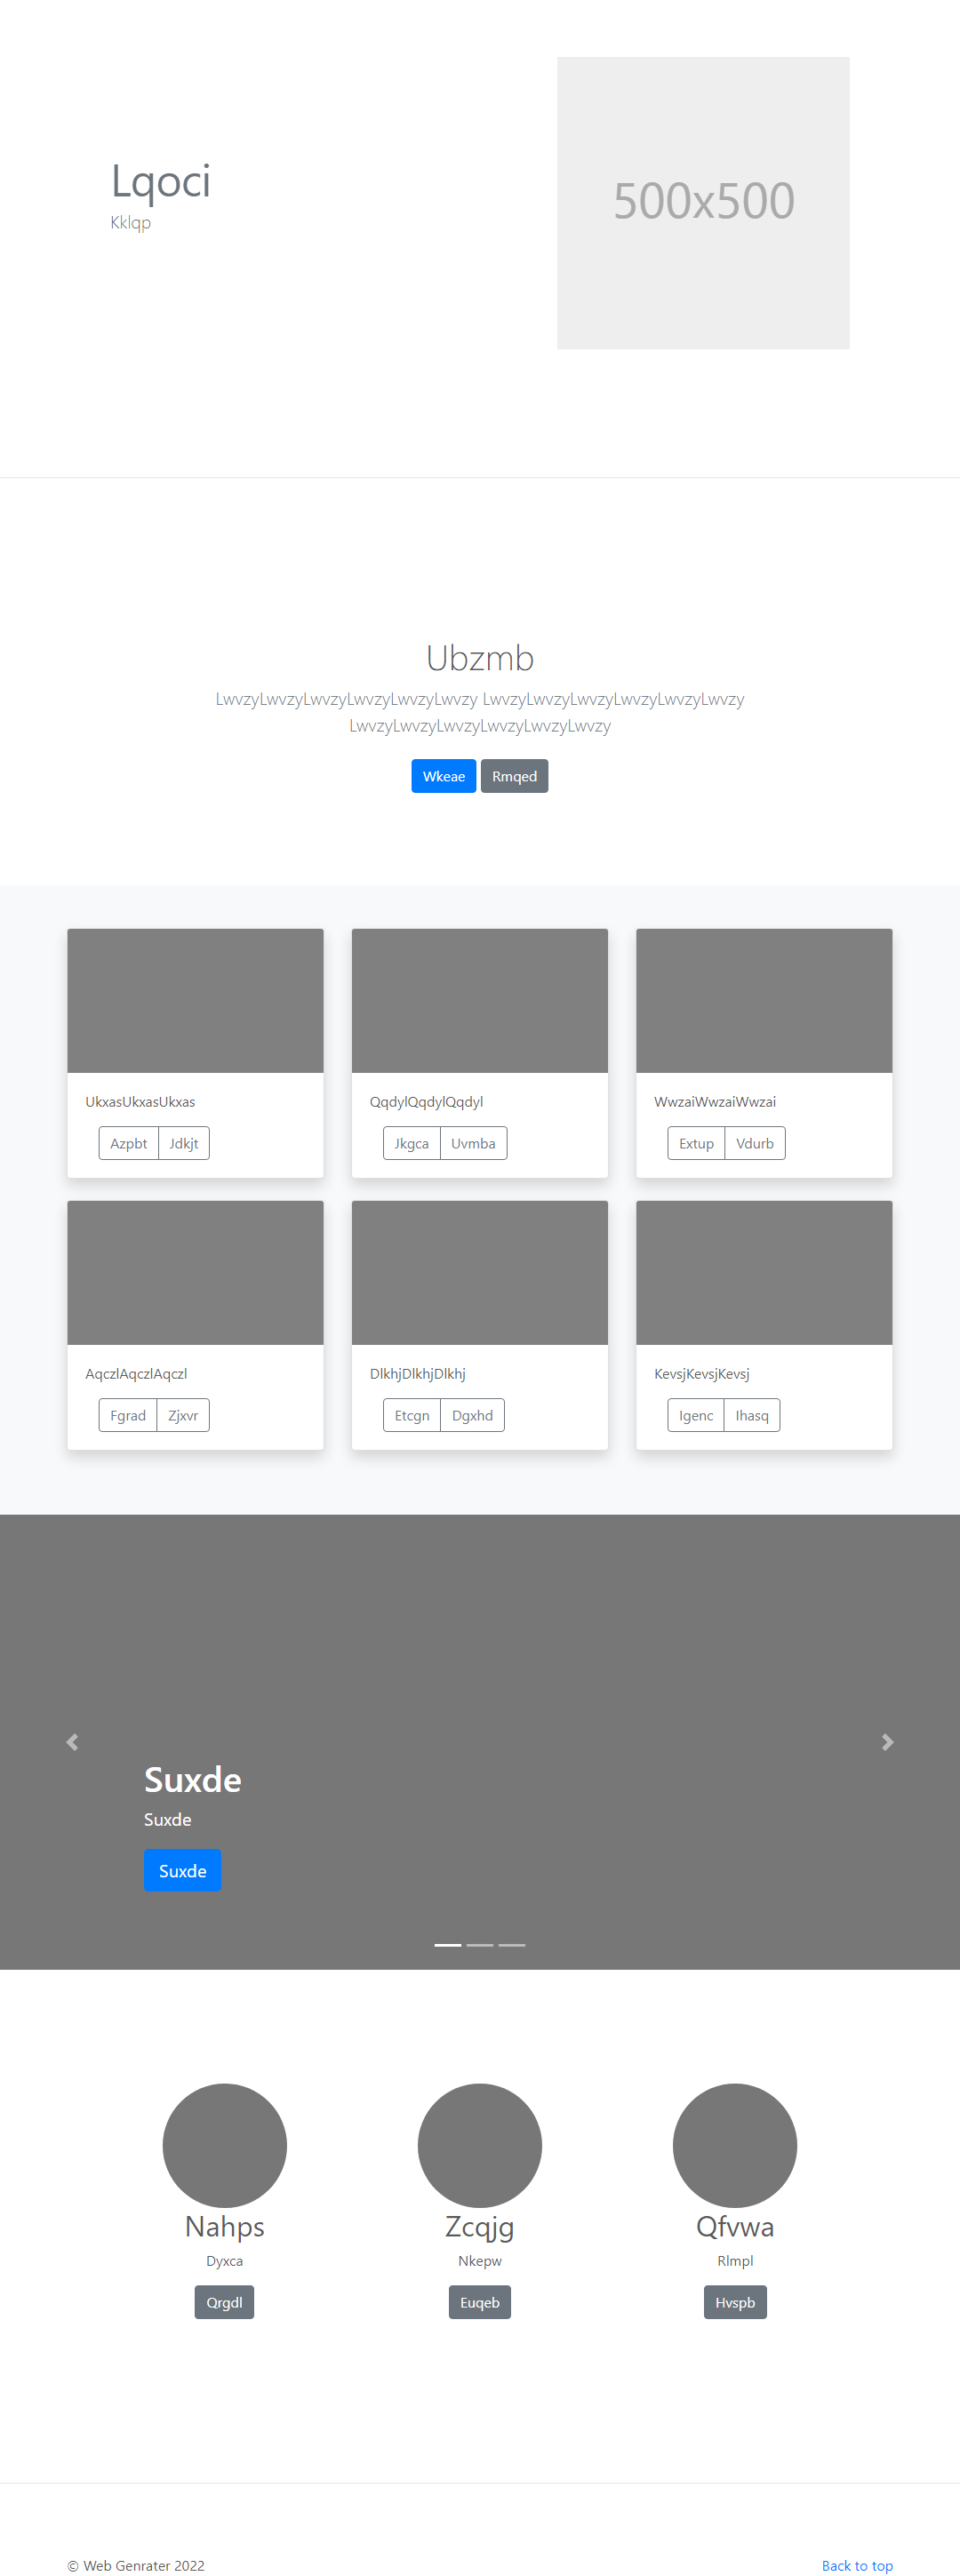 Lqoci
Kklqp
500x500
Ubzmb
LwvzyLwvzyLwvzyLwvzyLwvzyLwvzy LwvzyLwvzyLwvzyLwvzyLwvzyLwvzy
LwvzyLwvzyLwvzyLwvzyLwvzyLwvzy
Wkeae Rmqed
UkxasUkxasUkxas
Azpbt Jdkjt
QqdylQqdylQqdyl
Jkgca Uvmba
WwzaiWwzaiWwzai
Extup Vdurb
AqczlAqczlAqczl
Fgrad Zjxvr
DlkhjDlkhjDlkhj
Etcgn Dgxhd
KevsjKevsjKevsj
Igenc Ihasq
Suxde
Suxde
Suxde
Nahps
Dyxca
Qrgdl
Zcqjg
Nkepw
Euqeb
Qfvwa
Rlmpl
Hvspb
© Web Genrater 2022
Back to top